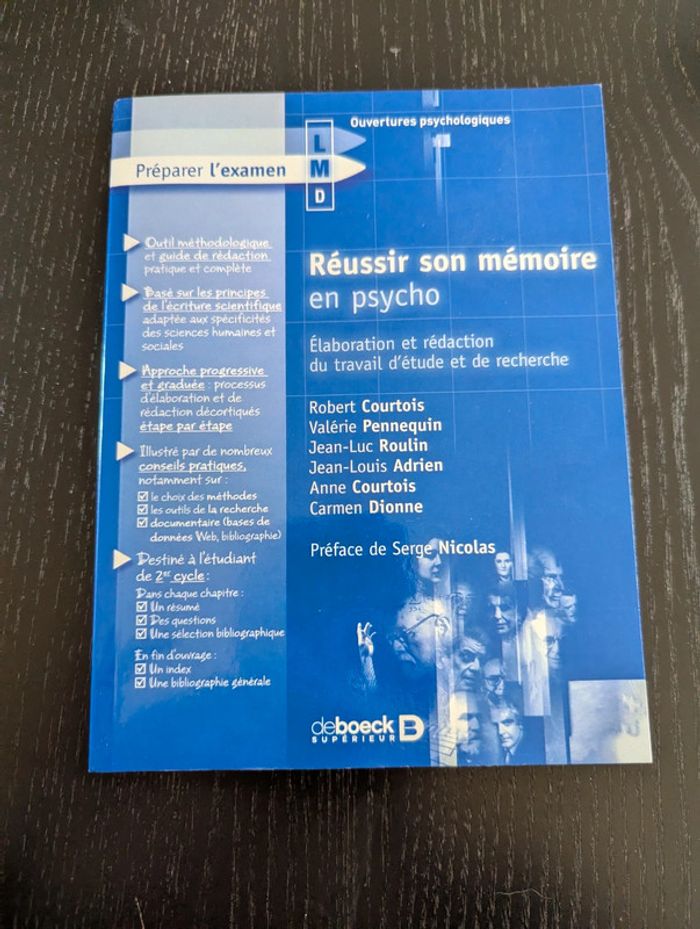 Ouvertures psychologiques
L
M
D
Préparer l'examen
Outil méthodologique
et guide de rédaction
pratique et complète
Basé sur les principes
de l'écriture scientifique
adaptée aux spécificités
des sciences humaines et
sociales
Approche progressive
et graduée : processus
d'élaboration et de
rédaction décortiqués
étape par étape
Illustré par de nombreux
conseils pratiques,
notamment sur :
le choix des méthodes
les outils de la recherche
documentaire (bases de
données Web, bibliographie)
Destiné à l'étudiant
de 2er cycle :
Dans chaque chapitre :
Un résumé
Des questions
Une sélection bibliographique
En fin d'ouvrage :
Un index
Une bibliographie générale
Réussir son mémoire
en psycho
Élaboration et rédaction
du travail d'étude et de recherche
Robert Courtois
Valérie Pennequin
Jean-Luc Roulin
Jean-Louis Adrien
Anne Courtois
Carmen Dionne
Préface de Serge Nicolas
deboeck B
SUPÉRIEUR